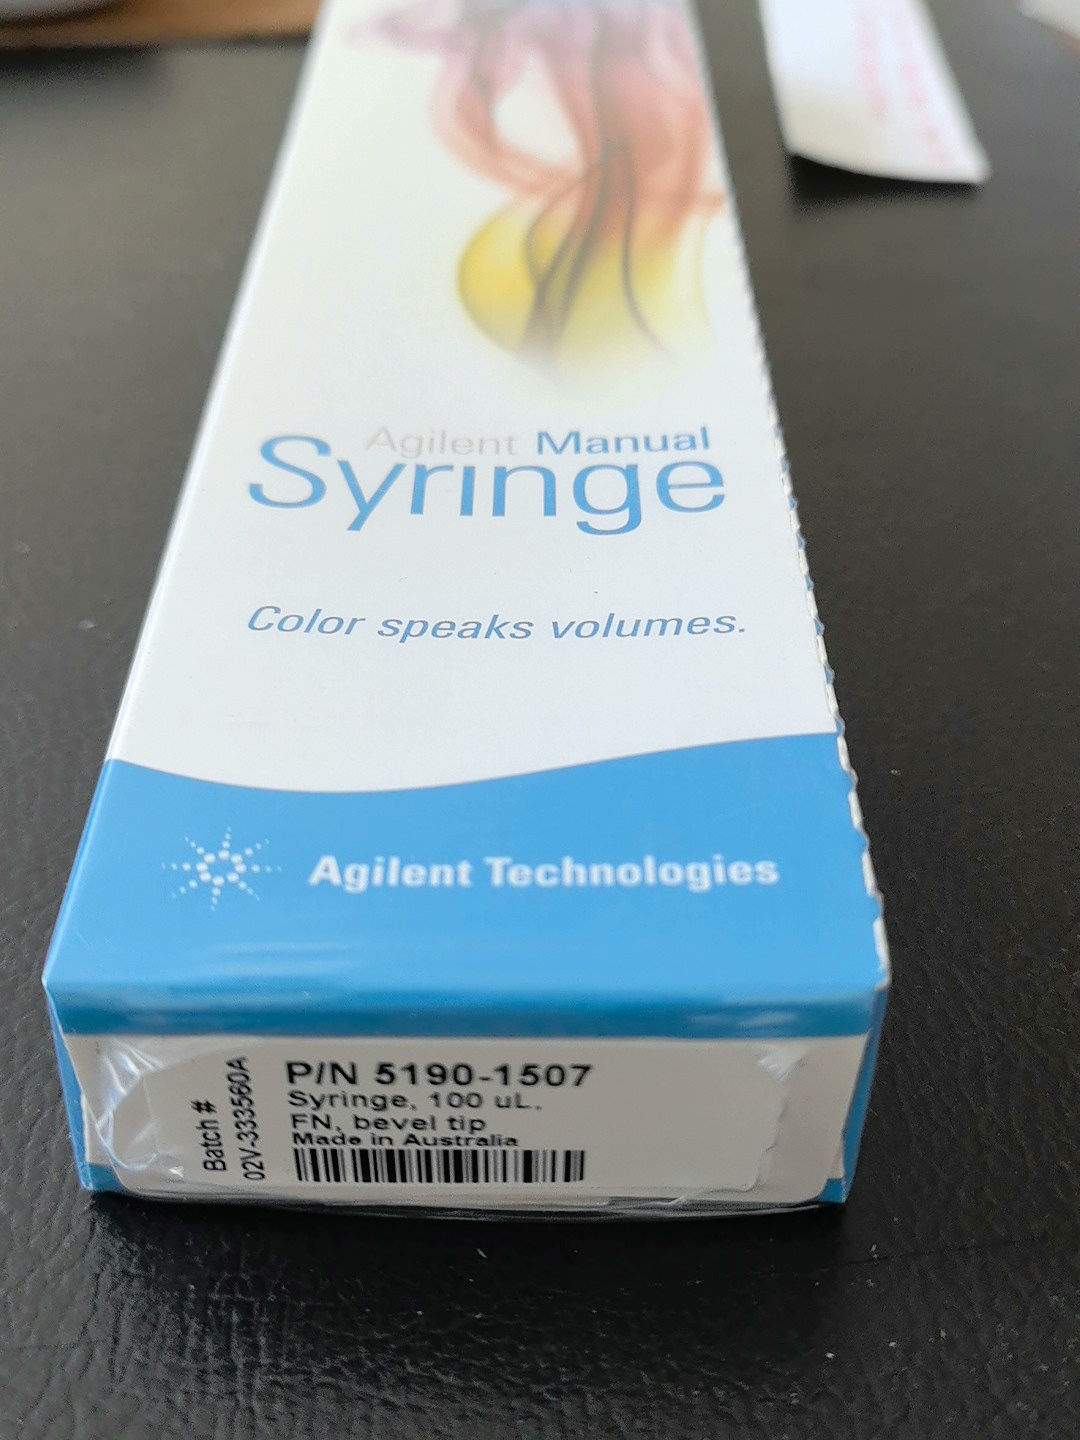 Agilent Manual
Syringe
Color speaks volumes.
Agilent Technologies
Batch #
02V-333560A
P/N 5190-1507
Syringe, 100 uL,
FN, bevel tip
Made in Australia